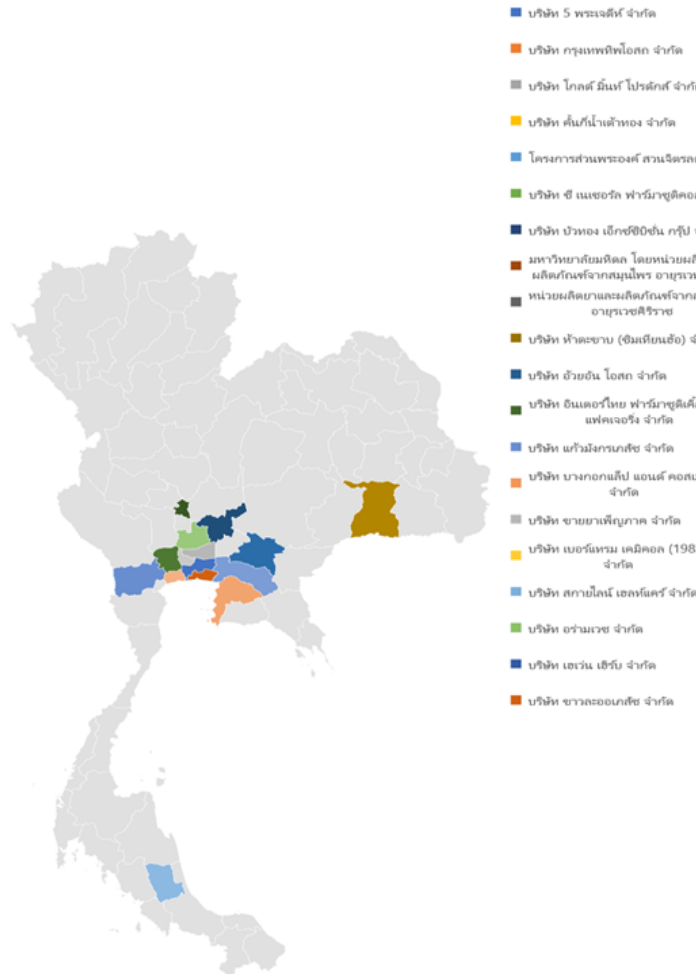 บริษัท 5 พระเจดีห์ จำกัด
บริษัท กรุงเทพทิพโอสถ จำกัด
บริษัท โกลด์ มิ้นท์ โปรดักส์ จำกั
บริษัท คั้นกี่น้ำเต้าทอง จำกัด
โครงการส่วนพระองค์ สวนจิตรล
บริษัท ซี เนเชอรัล ฟาร์มาซูติคอ
บริษัท บัวทอง เอ็กซ์ซิบิชั่น กรุ๊ป
มหาวิทยาลัยมหิดล โดยหน่วยผลิ
ผลิตภัณฑ์จากสมุนไพร อายุรเว
หน่วยผลิตยาและผลิตภัณฑ์จาก
อายุรเวชศิริราช
บริษัท ห้าตะขาบ (ซิมเทียนฮ้อ) จ
บริษัท อ้วยอัน โอสถ จำกัด
บริษัท อินเตอร์ไทย ฟาร์มาซูติเค็
แฟคเจอริ่ง จำกัด
บริษัท แก้วมังกรเภสัช จำกัด
บริษัท บางกอกแล็ป แอนด์ คอส
จำกัด
บริษัท ขายยาเพ็ญภาค จำกัด
บริษัท เบอร์แทรม เคมิคอล (198
จำกัด
บริษัท สกายไลน์ เฮลท์แคร์ จำกัด
บริษัท อร่ามเวช จำกัด
บริษัท เฮเว่น เฮิร์บ จำกัด
บริษัท ขาวละออเภสัช จำกัด